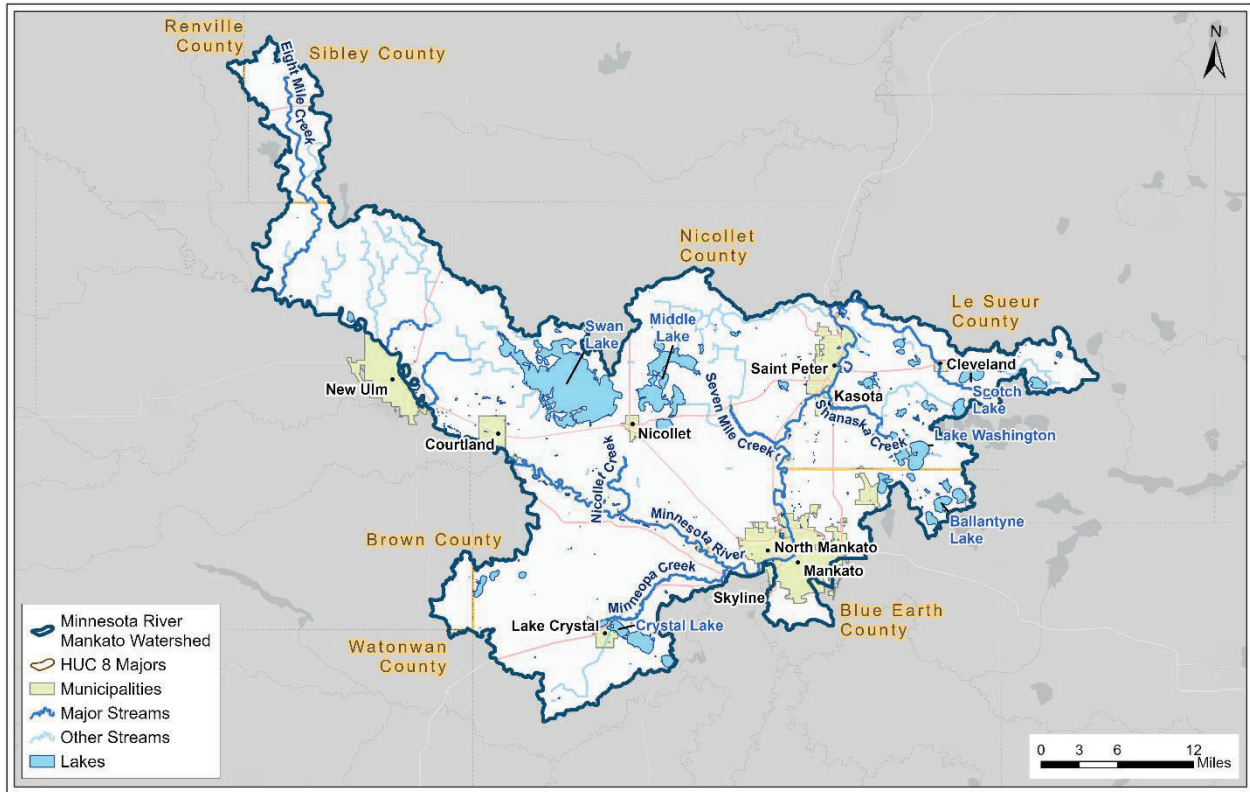 Renville
County
Sibley County
Eight Mile Creek
N
Nicollet
County
Le Sueur
County
Swan
Lake
Middle
Lake
Saint Peter
Cleveland
Kasota
Scotch
Lake
New Ulm
Seven Mile Creek
Shanaska Creek
Lake Washington
Courtland
Nicollet
Nicollet Creek
Ballantyne
Lake
Minnesota River
Brown County
North Mankato
Mankato
Minneopa Creek
Skyline
Blue Earth
County
Lake Crystal
Crystal Lake
Watonwan
County
Minnesota River
Mankato Watershed
HUC 8 Majors
Municipalities
Major Streams
Other Streams
Lakes
0 3 6 12
Miles